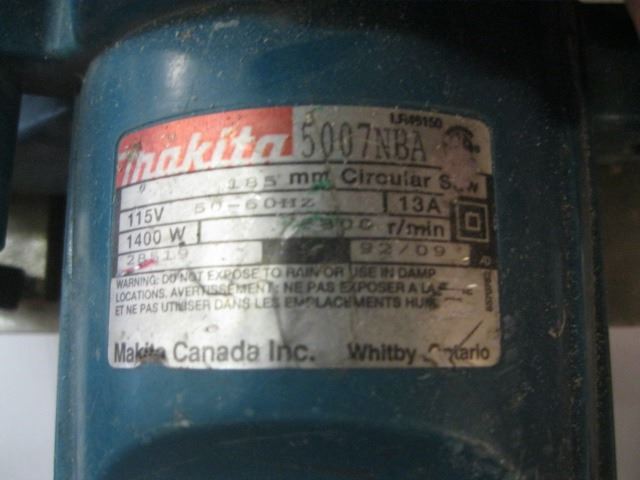 LR46150
makita 5007NBA
185 mm Circular Saw
115V 50-60HZ 13A
1400 W r/min
92/09
WARNING: DO NOT EXPOSE TO RAIN OR USE IN DAMP
LOCATIONS. AVERTISSEMENT: NE PAS EXPOSER A LA
ET NE PAS UTILISER DANS LES EMPLACEMENTS
Makita Canada Inc. Whitby, Ontario